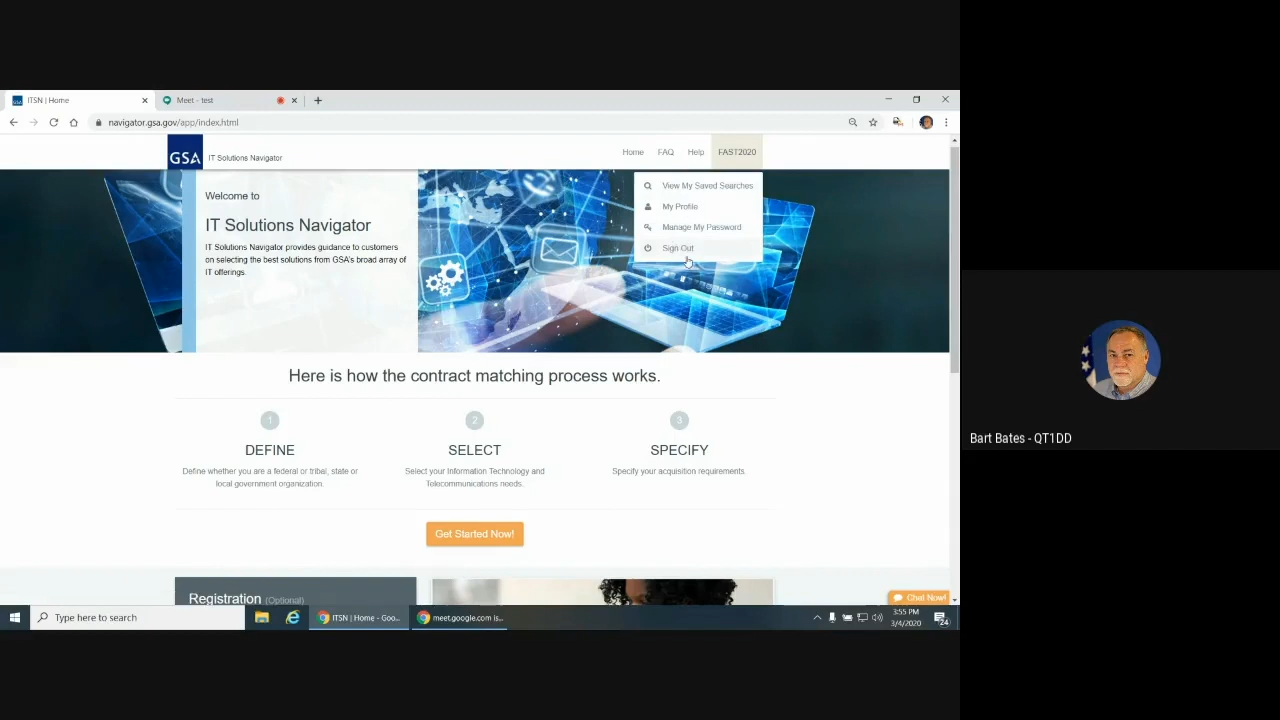 ITSN | Home
Meet - test
navigator.gsa.gov/app/index.html
GSA
IT Solutions Navigator
Home
FAQ
Help
FAST2020
View My Saved Searches
My Profile
Manage My Password
Sign Out
Welcome to
IT Solutions Navigator
IT Solutions Navigator provides guidance to customers
on selecting the best solutions from GSA's broad array of
IT offerings.
Here is how the contract matching process works.
1
2
3
DEFINE
SELECT
SPECIFY
Define whether you are a federal or tribal, state or
local government organization.
Select your Information Technology and
Telecommunications needs.
Specify your acquisition requirements.
Get Started Now!
Registration (Optional)
Chat Now!
Type here to search
ITSN | Home - Goo...
meet.google.com is...
3:55 PM
3/4/2020
24
Bart Bates - QT1DD